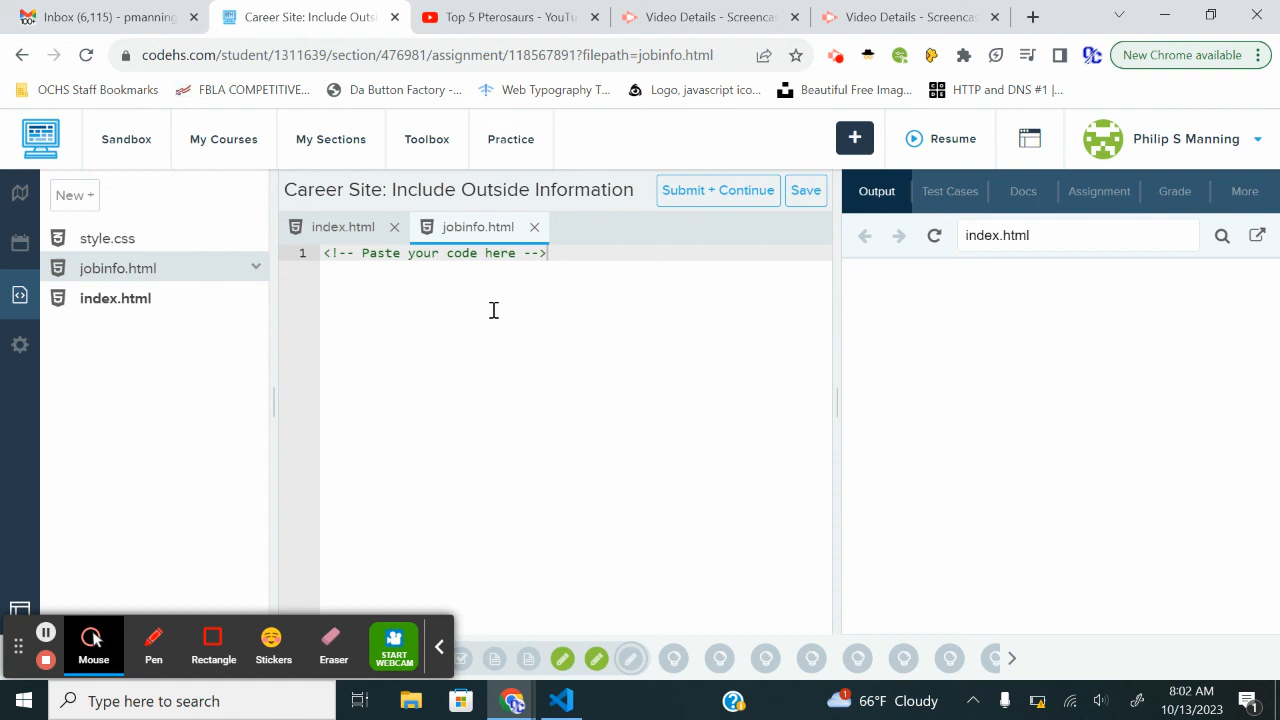 Inbox (6,115) - pmanning
Career Site: Include Outsi
Top 5 Pterosaurs - YouTu
Video Details - Screencas
Video Details - Screencas
codehs.com/student/1311639/section/476981/assignment/118567891?filepath=jobinfo.html
New Chrome available
OCHS Staff Bookmarks
FBLA COMPETITIVE...
Da Button Factory -...
Web Typography T...
Logo, javascript ico...
Beautiful Free Imag...
HTTP and DNS #1 |...
Sandbox
My Courses
My Sections
Toolbox
Practice
+
Resume
Philip S Manning
New +
Career Site: Include Outside Information
Submit + Continue
Save
Output
Test Cases
Docs
Assignment
Grade
More
style.css
jobinfo.html
index.html
index.html
jobinfo.html
index.html
1 <!-- Paste your code here -->
Mouse
Pen
Rectangle
Stickers
Eraser
START
WEBCAM
Type here to search
66°F Cloudy
8:02 AM
10/13/2023
1
1